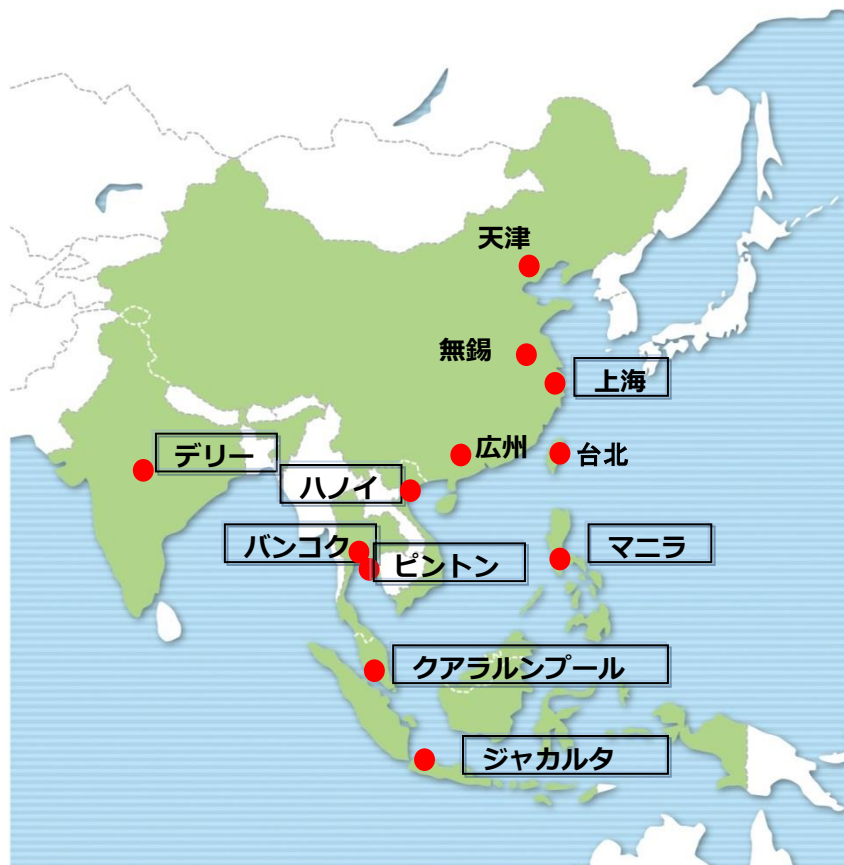 天津
無錫
上海
広州
台北
デリー
ハノイ
バンコク
ピントン
マニラ
クアラルンプール
ジャカルタ